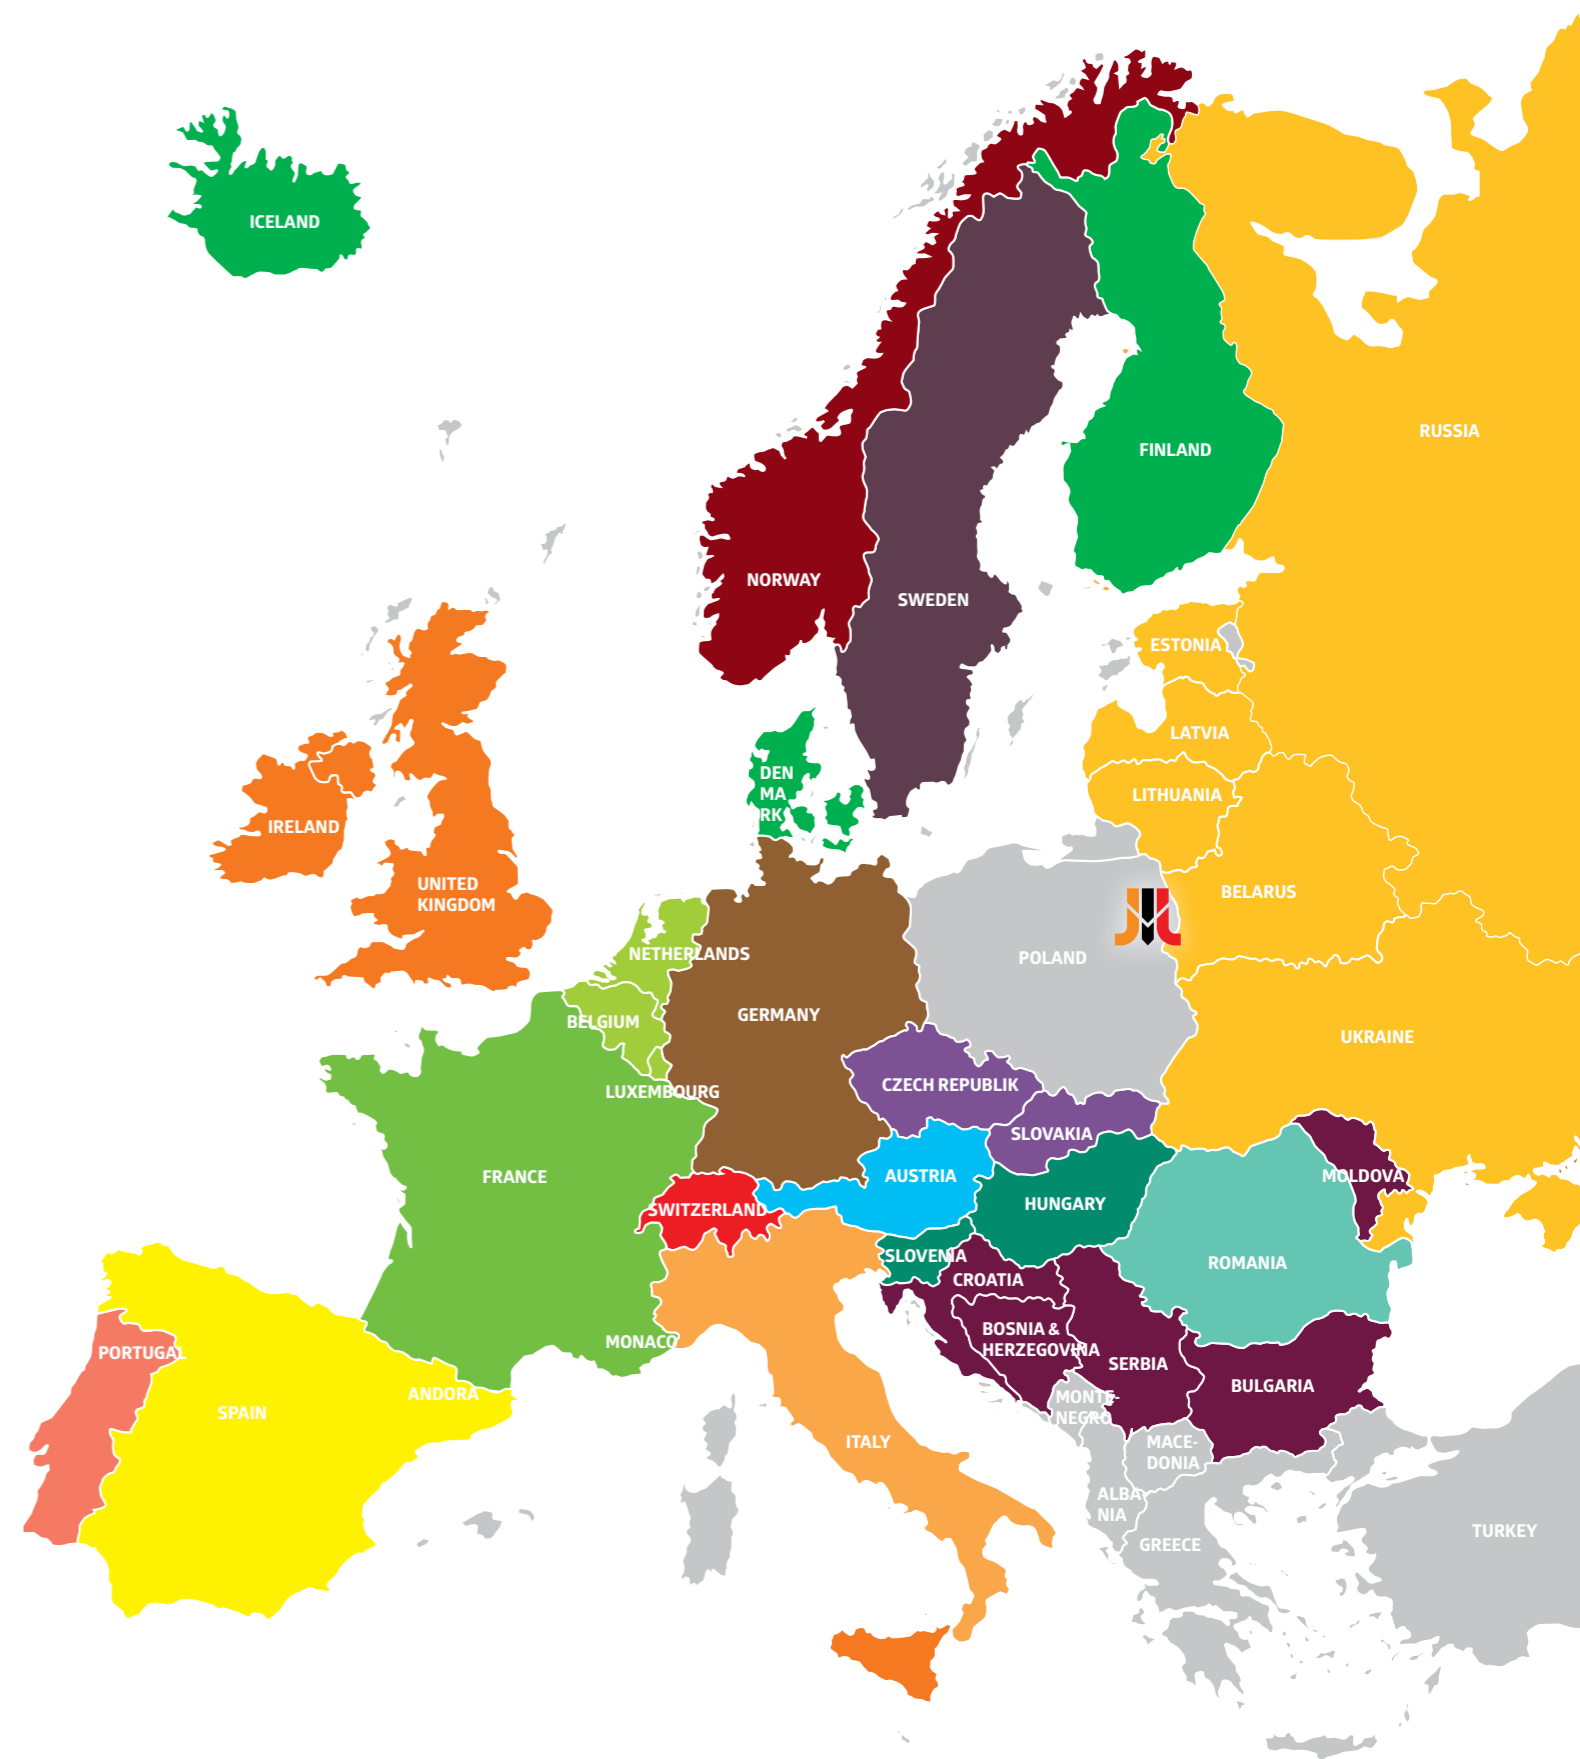 ICELAND
RUSSIA
FINLAND
NORWAY
SWEDEN
ESTONIA
LATVIA
DEN
MA
RK
LITHUANIA
IRELAND
UNITED
KINGDOM
BELARUS
NETHERLANDS
POLAND
GERMANY
BELGIUM
UKRAINE
CZECH REPUBLIK
LUXEMBOURG
SLOVAKIA
FRANCE
AUSTRIA
MOLDOVA
SWITZERLAND
HUNGARY
SLOVENIA
ROMANIA
CROATIA
BOSNIA &
HERZEGOVINA
MONACO
PORTUGAL
SERBIA
BULGARIA
ANDORA
MONTE-
NEGRO
SPAIN
ITALY
MACE-
DONIA
ALBA-
NIA
TURKEY
GREECE